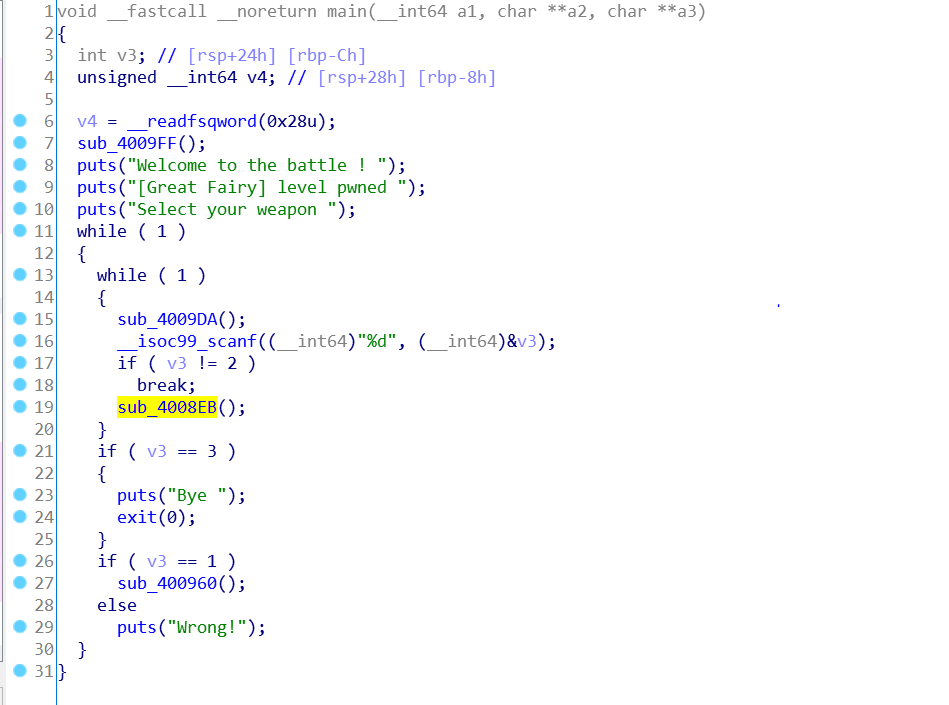 1 void __fastcall __noreturn main(__int64 a1, char **a2, char **a3)
2 {
3   int v3; // [rsp+24h] [rbp-Ch]
4   unsigned __int64 v4; // [rsp+28h] [rbp-8h]
5
6   v4 = __readfsqword(0x28u);
7   sub_4009FF();
8   puts("Welcome to the battle ! ");
9   puts("[Great Fairy] level pwned ");
10   puts("Select your weapon ");
11   while ( 1 )
12   {
13     while ( 1 )
14     {
15       sub_4009DA();
16       __isoc99_scanf((__int64)"%d", (__int64)&v3);
17       if ( v3 != 2 )
18         break;
19       sub_4008EB();
20     }
21     if ( v3 == 3 )
22     {
23       puts("Bye ");
24       exit(0);
25     }
26     if ( v3 == 1 )
27       sub_400960();
28     else
29       puts("Wrong!");
30   }
31 }